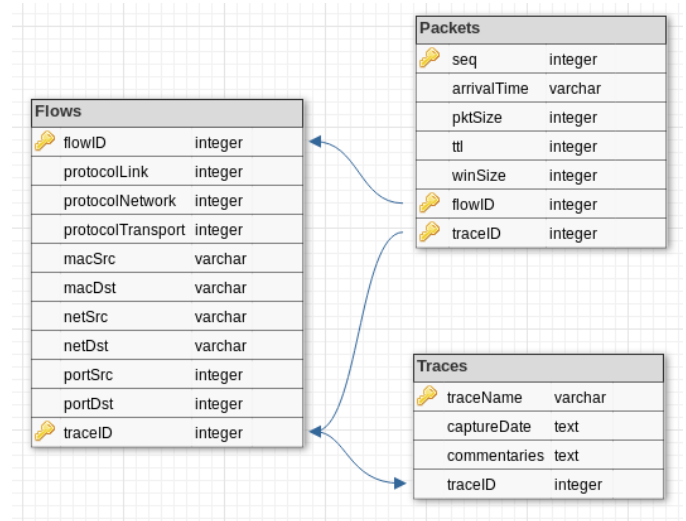 Packets
seq integer
arrivalTime varchar
pktSize integer
ttl integer
winSize integer
flowID integer
traceID integer
Flows
flowID integer
protocolLink integer
protocolNetwork integer
protocolTransport integer
macSrc varchar
macDst varchar
netSrc varchar
netDst varchar
portSrc integer
portDst integer
traceID integer
Traces
traceName varchar
captureDate text
commentaries text
traceID integer